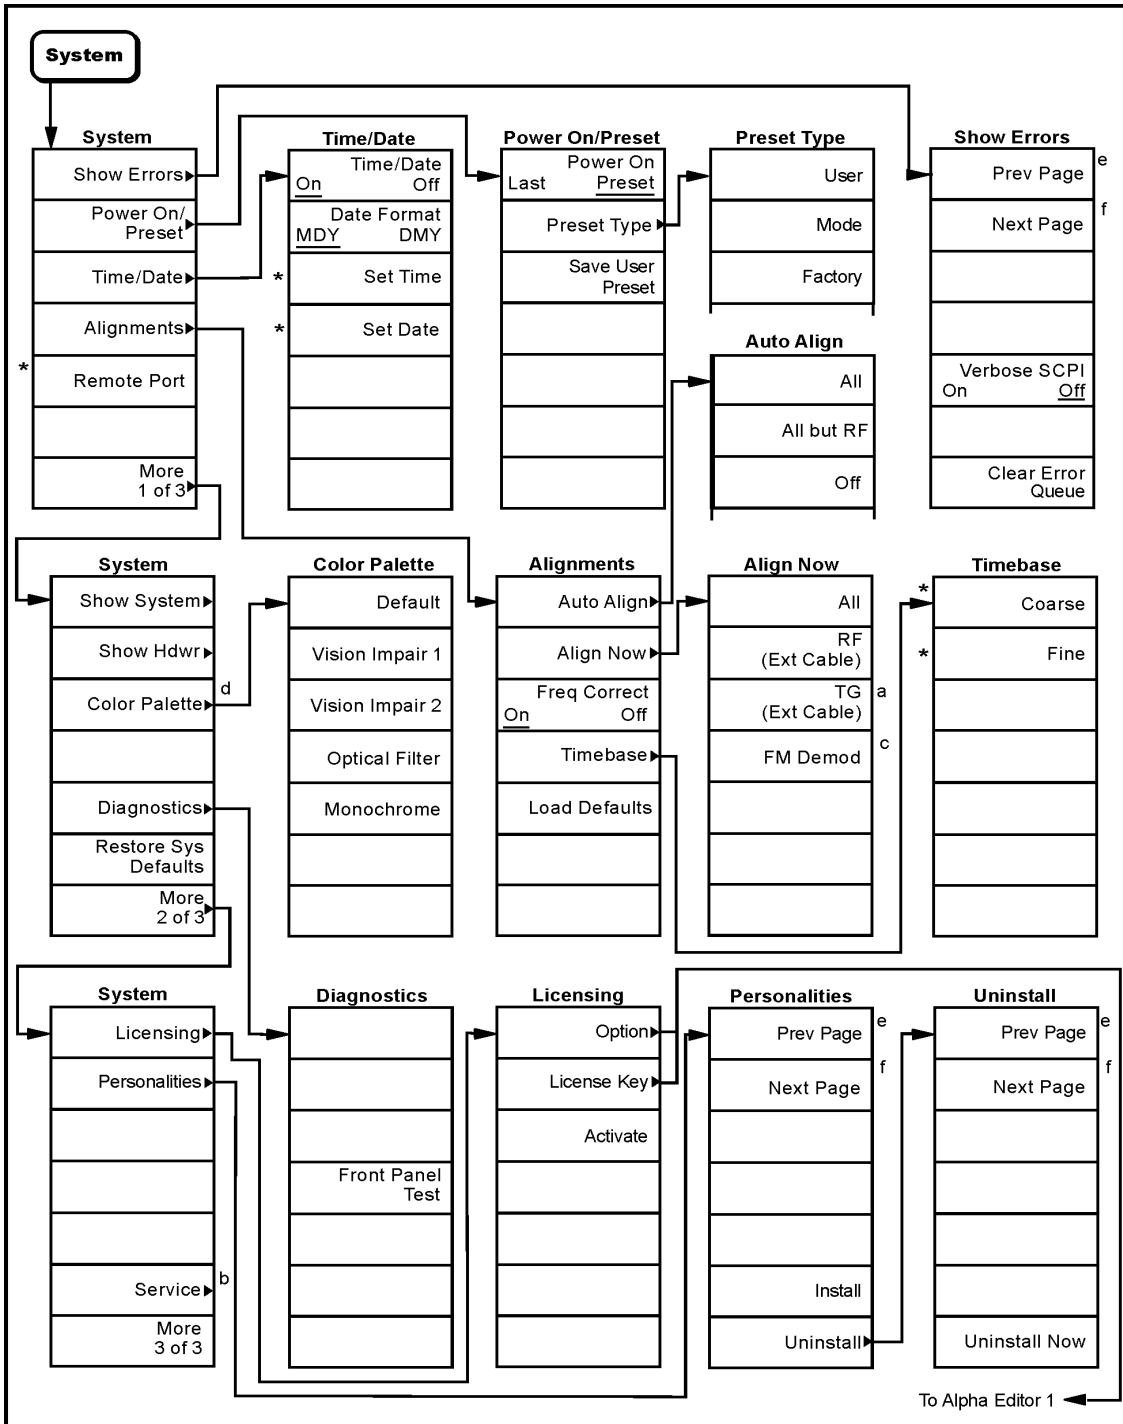 System
System
Show Errors
Power On/
Preset
Time/Date
Alignments
*
Remote Port
More
1 of 3
Time/Date
Time/Date
On Off
Date Format
MDY DMY
*
Set Time
*
Set Date
Power On/Preset
Power On
Last Preset
Preset Type
Save User
Preset
Preset Type
User
Mode
Factory
Auto Align
All
All but RF
Off
Show Errors
Prev Page
e
Next Page
f
Verbose SCPI
On Off
Clear Error
Queue
System
Show System
Show Hdwr
Color Palette
d
Diagnostics
Restore Sys
Defaults
More
2 of 3
Color Palette
Default
Vision Impair 1
Vision Impair 2
Optical Filter
Monochrome
Alignments
Auto Align
Align Now
Freq Correct
On Off
Timebase
Load Defaults
Align Now
All
RF
(Ext Cable)
TG
(Ext Cable)
a
FM Demod
c
Timebase
*
Coarse
*
Fine
System
Licensing
Personalities
Service
b
More
3 of 3
Diagnostics
Front Panel
Test
Licensing
Option
License Key
Activate
Personalities
Prev Page
e
Next Page
f
Install
Uninstall
Uninstall
Prev Page
e
Next Page
f
Uninstall Now
To Alpha Editor 1